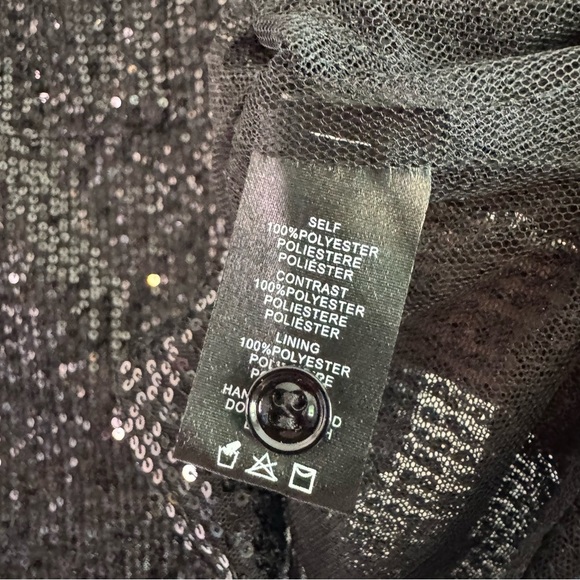 SELF
100%POLYESTER
POLIESTERE
POLIÉSTER
CONTRAST
100%POLYESTER
POLIESTERE
POLIÉSTER
LINING
100%POLYESTER